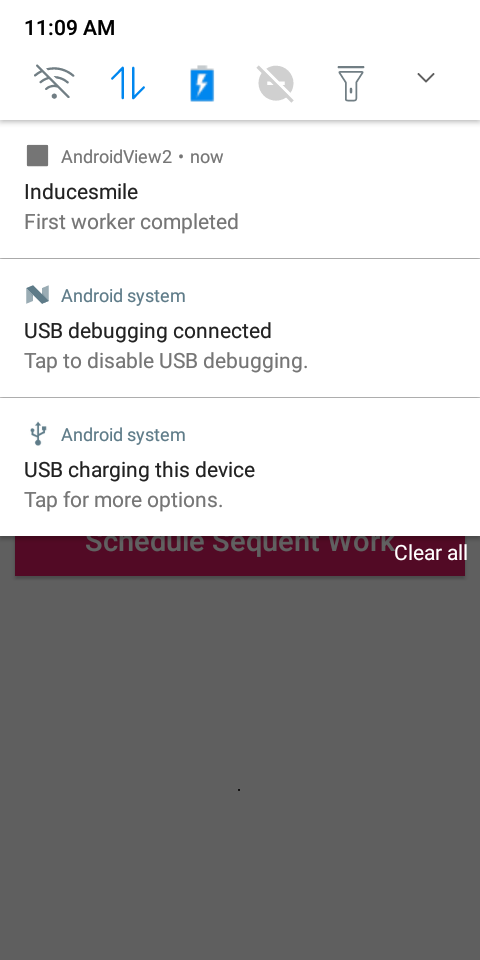 11:09 AM
AndroidView2 • now
Inducesmile
First worker completed
Android system
USB debugging connected
Tap to disable USB debugging.
Android system
USB charging this device
Tap for more options.
Schedule Sequent Work
Clear all